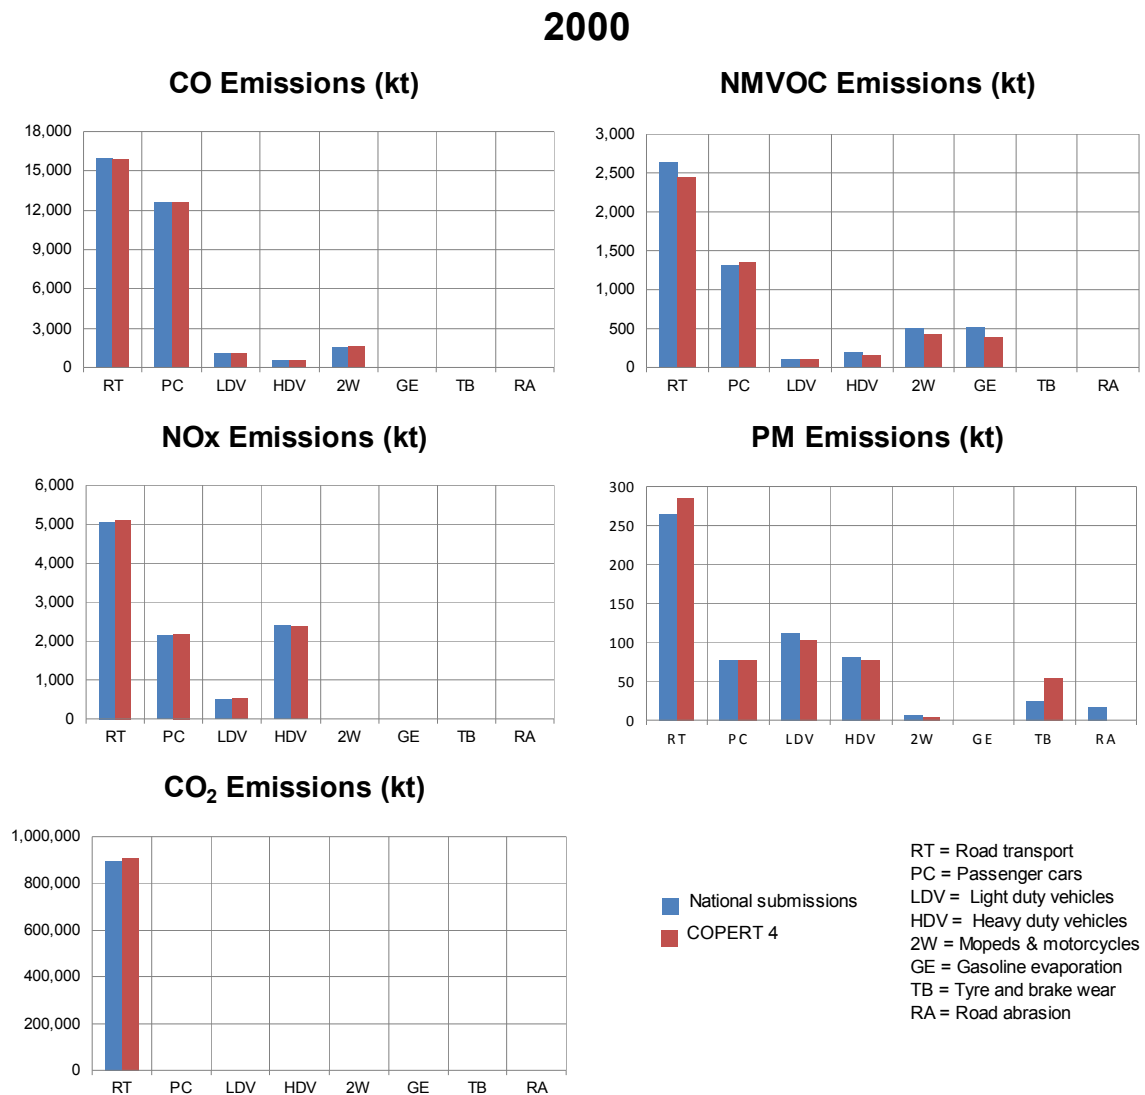 2000
CO Emissions (kt)
18,000
15,000
12,000
9,000
6,000
3,000
0
RT PC LDV HDV 2W GE TB RA
NMVOC Emissions (kt)
3,000
2,500
2,000
1,500
1,000
500
0
RT PC LDV HDV 2W GE TB RA
NOx Emissions (kt)
6,000
5,000
4,000
3,000
2,000
1,000
0
RT PC LDV HDV 2W GE TB RA
PM Emissions (kt)
300
250
200
150
100
50
0
RT PC LDV HDV 2W GE TB RA
CO₂ Emissions (kt)
1,000,000
800,000
600,000
400,000
200,000
0
RT PC LDV HDV 2W GE TB RA
National submissions
COPERT 4
RT = Road transport
PC = Passenger cars
LDV = Light duty vehicles
HDV = Heavy duty vehicles
2W = Mopeds & motorcycles
GE = Gasoline evaporation
TB = Tyre and brake wear
RA = Road abrasion